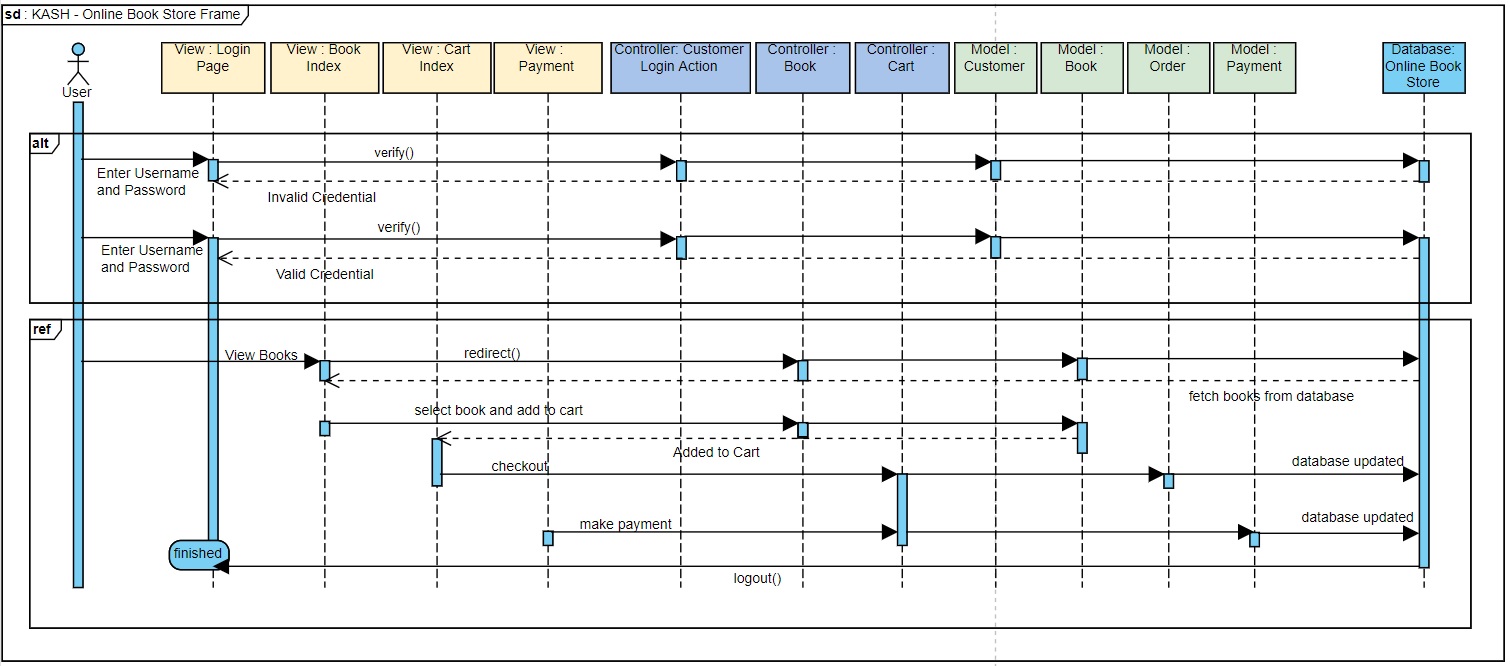 sd : KASH - Online Book Store Frame
User
View : Login
Page
View : Book
Index
View : Cart
Index
View :
Payment
Controller: Customer
Login Action
Controller :
Book
Controller :
Cart
Model :
Customer
Model :
Book
Model :
Order
Model :
Payment
Database:
Online Book
Store
alt
verify()
Enter Username
and Password
Invalid Credential
verify()
Enter Username
and Password
Valid Credential
ref
View Books
redirect()
fetch books from database
select book and add to cart
Added to Cart
checkout
database updated
make payment
database updated
finished
logout()